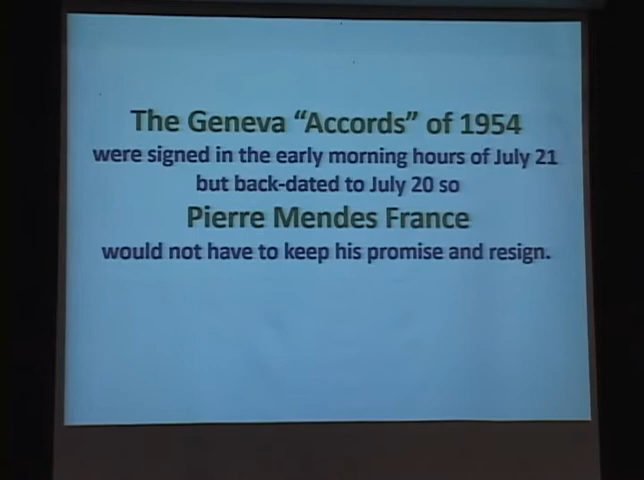 The Geneva “Accords” of 1954
were signed in the early morning hours of July 21
but back-dated to July 20 so
Pierre Mendes France
would not have to keep his promise and resign.